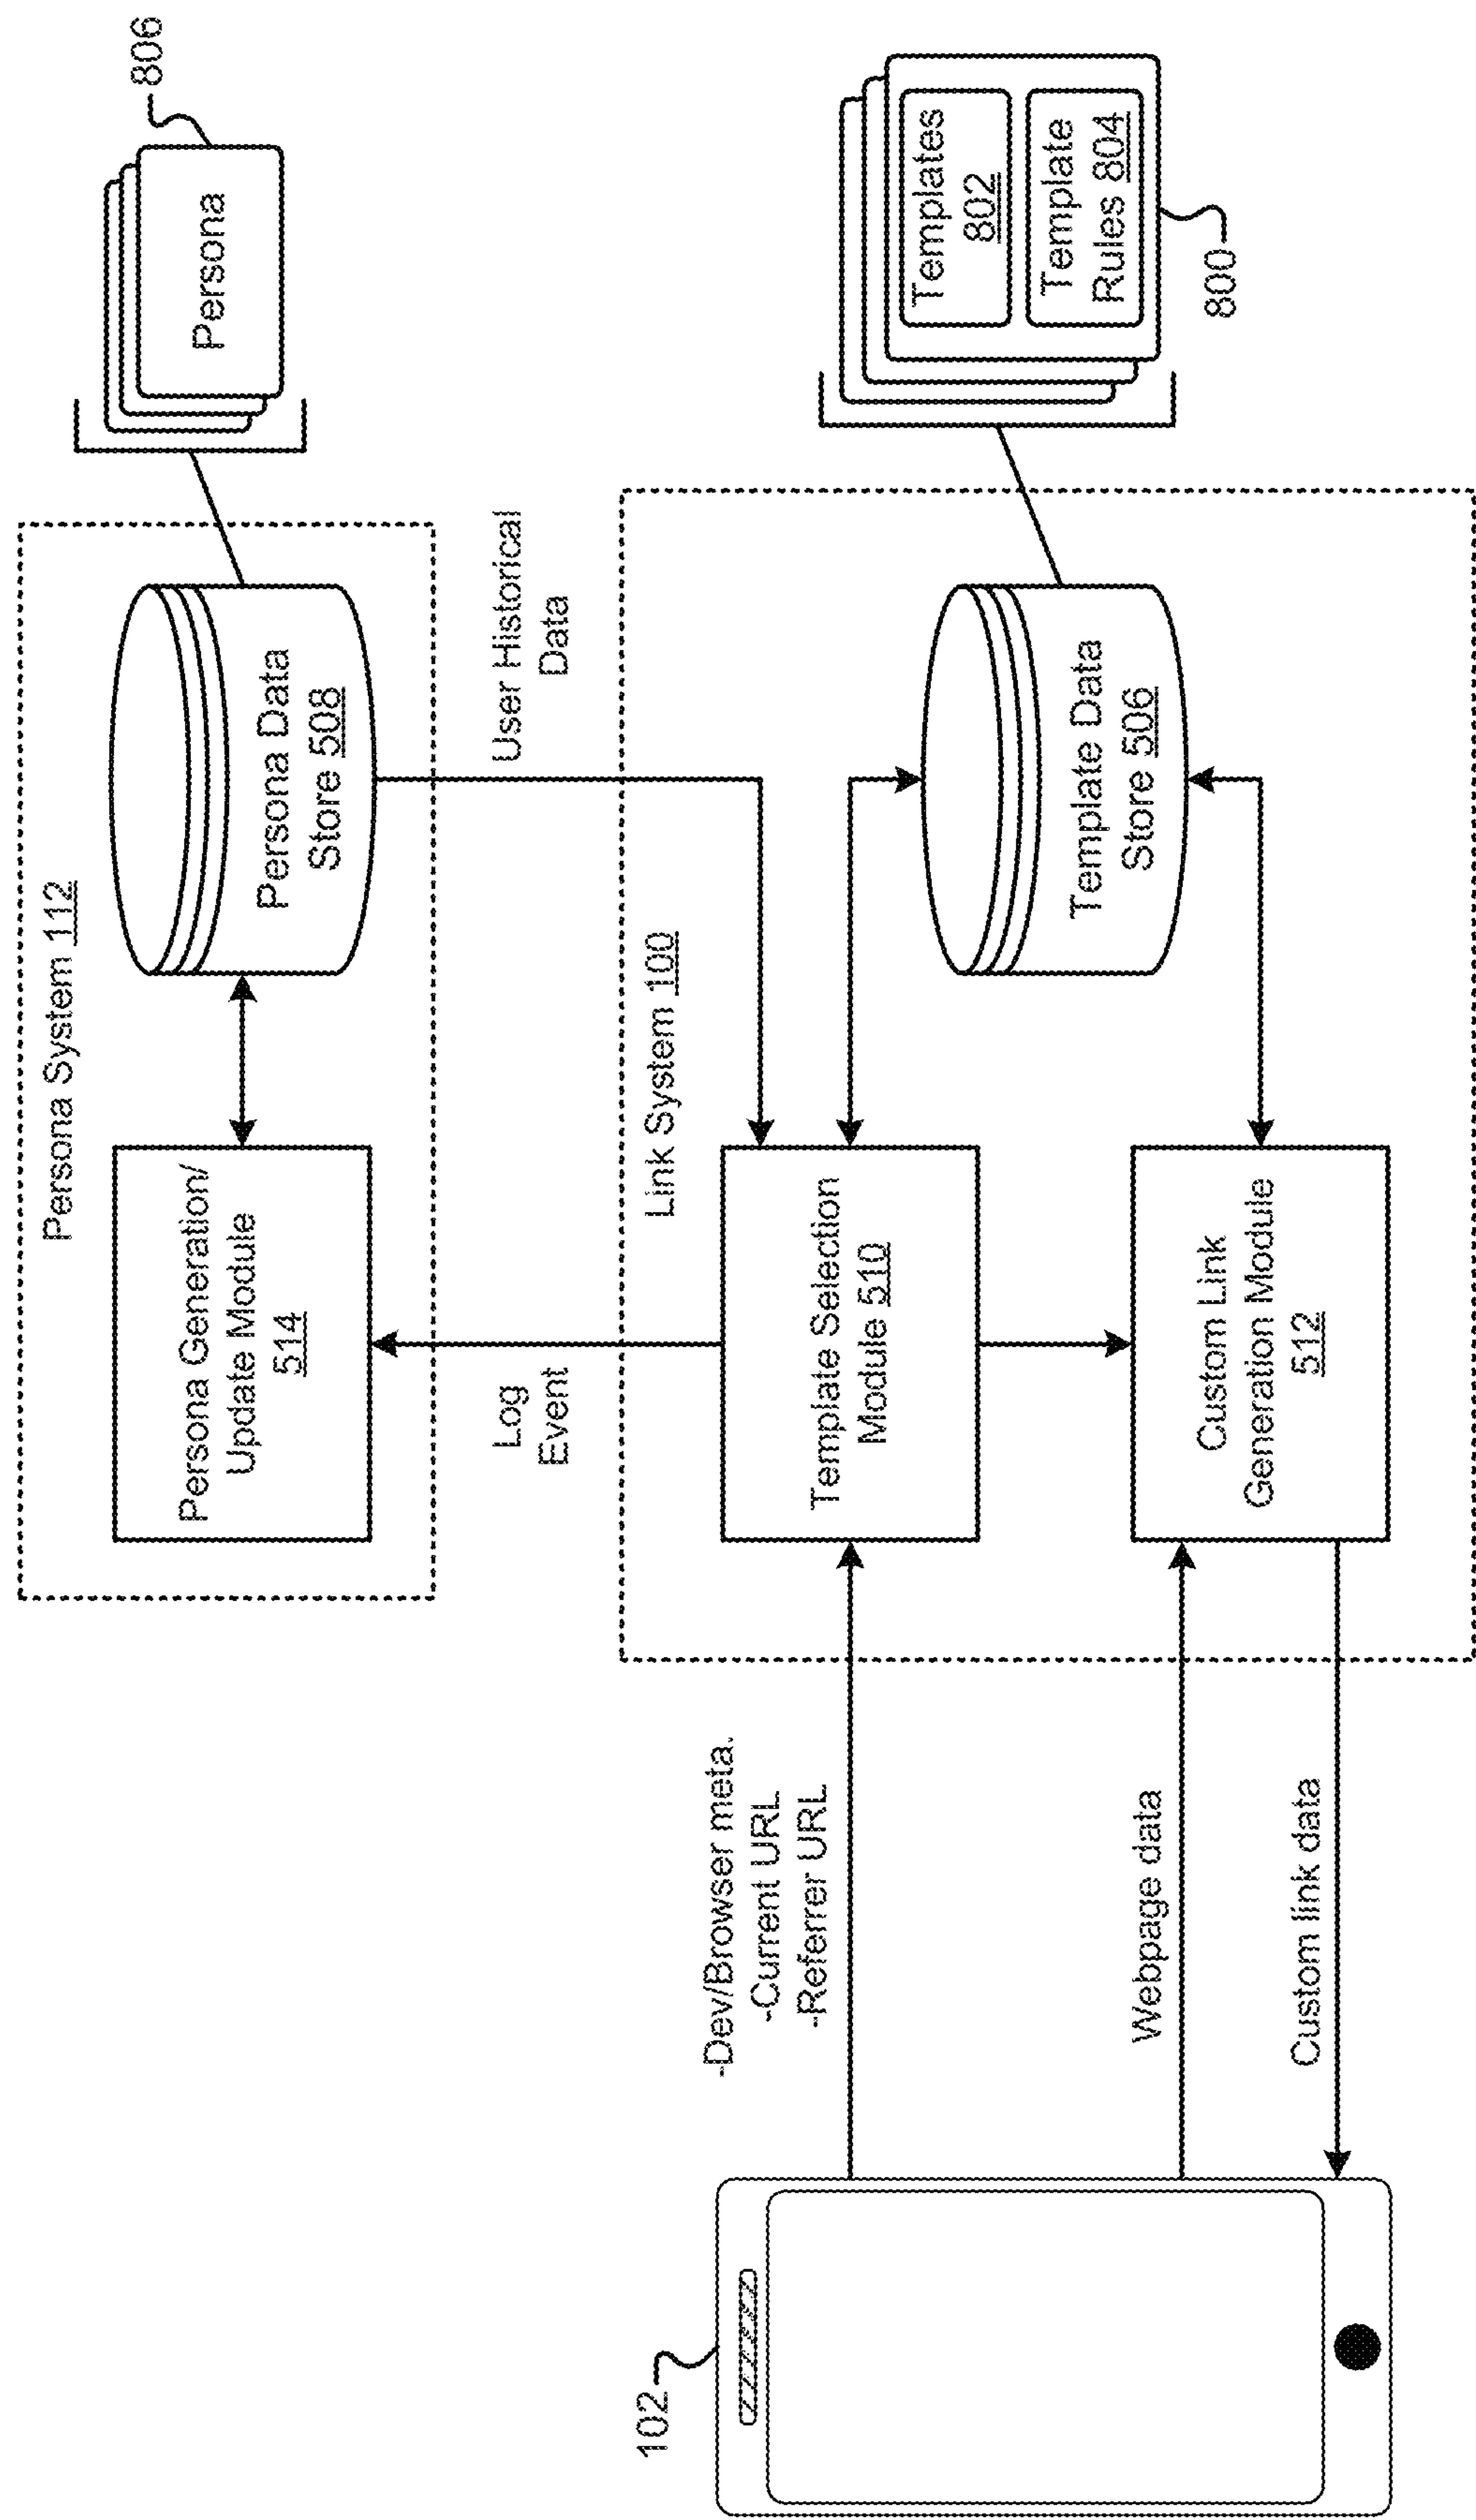 Persona System 112
Persona Generation/
Update Module
514
Persona Data
Store 508
Persona
806
Log
Event
User Historical
Data
Link System 100
102
-Dev/Browser meta.
-Current URL
-Referrer URL
Template Selection
Module 510
Template Data
Store 506
Templates
802
Template
Rules 804
800
Webpage data
Custom link data
Custom Link
Generation Module
512